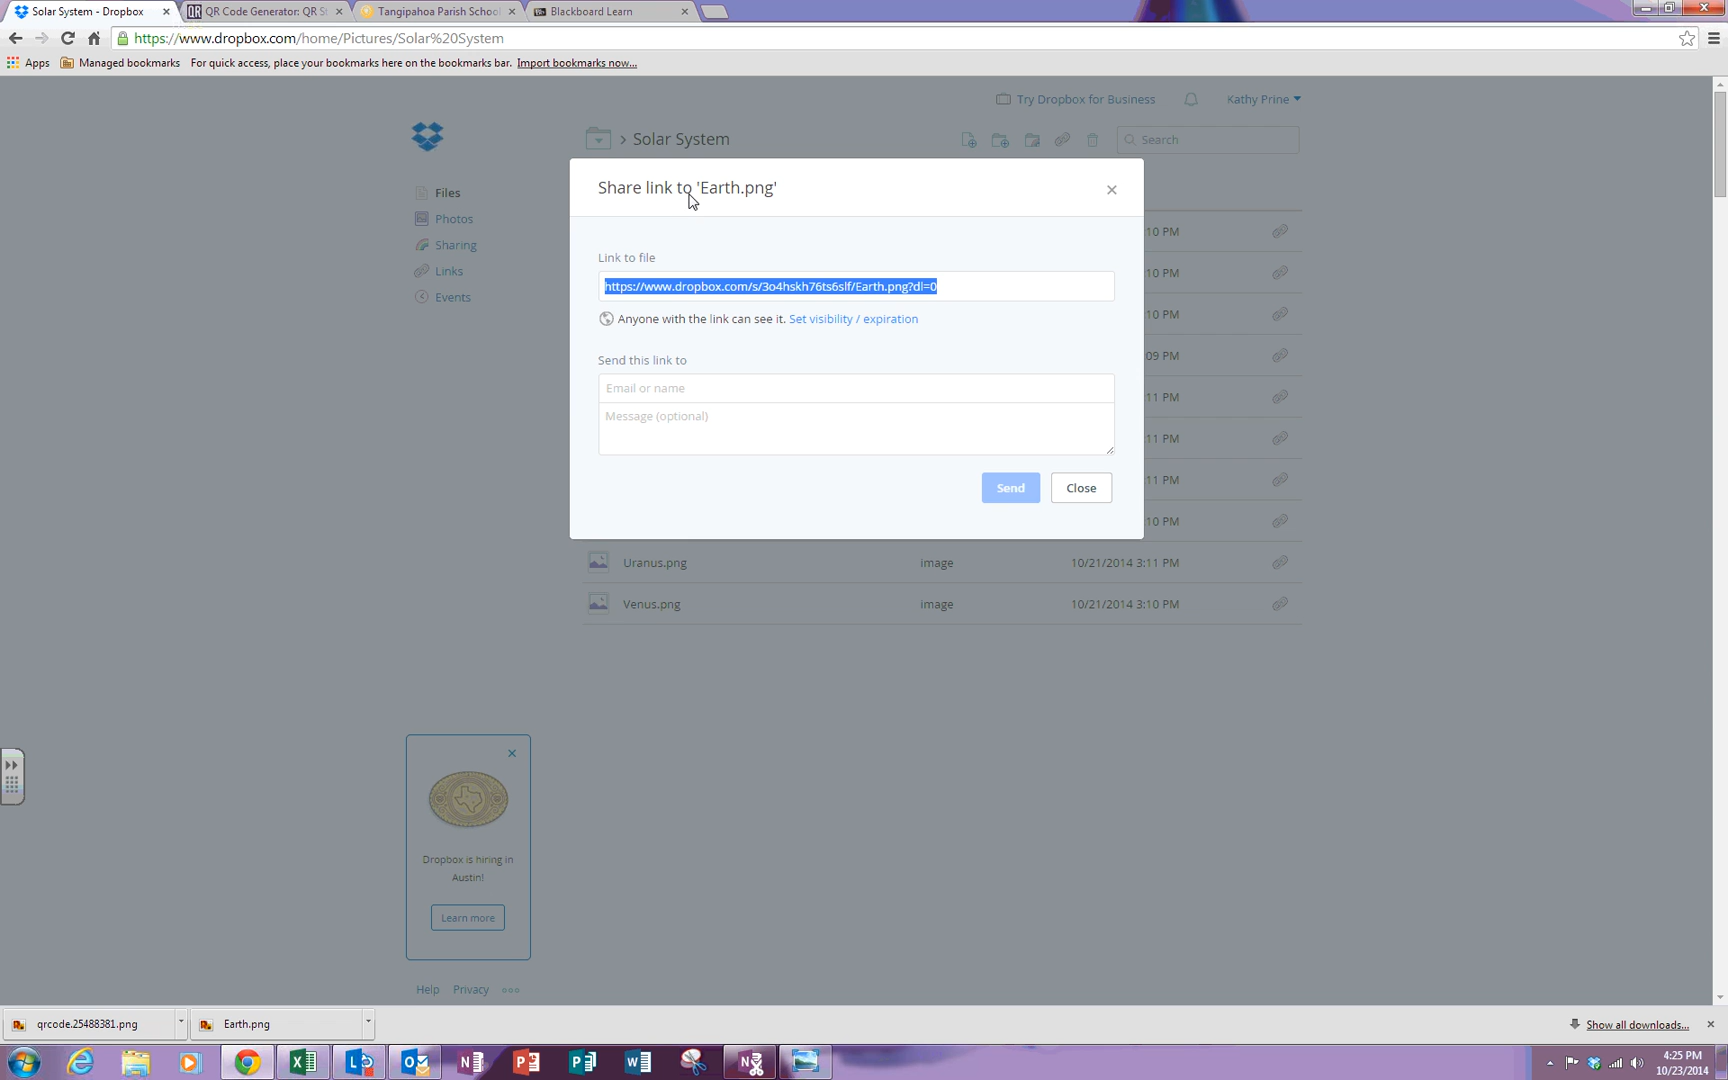 Solar System - Dropbox
QR Code Generator: QR S
Tangipahoa Parish School
Blackboard Learn
https://www.dropbox.com/home/Pictures/Solar%20System
Apps
Managed bookmarks
For quick access, place your bookmarks here on the bookmarks bar. Import bookmarks now...
Try Dropbox for Business
Kathy Prine
> Solar System
Search
Files
Photos
Sharing
Links
Events
Share link to 'Earth.png'
Link to file
https://www.dropbox.com/s/3o4hskh76ts6slf/Earth.png?dl=0
Anyone with the link can see it. Set visibility / expiration
Send this link to
Email or name
Message (optional)
Send
Close
:10 PM
:10 PM
:10 PM
:09 PM
:11 PM
:11 PM
:11 PM
:10 PM
Uranus.png image 10/21/2014 3:11 PM
Venus.png image 10/21/2014 3:10 PM
Dropbox is hiring in
Austin!
Learn more
Help Privacy
qrcode.25488381.png
Earth.png
Show all downloads...
4:25 PM
10/23/2014